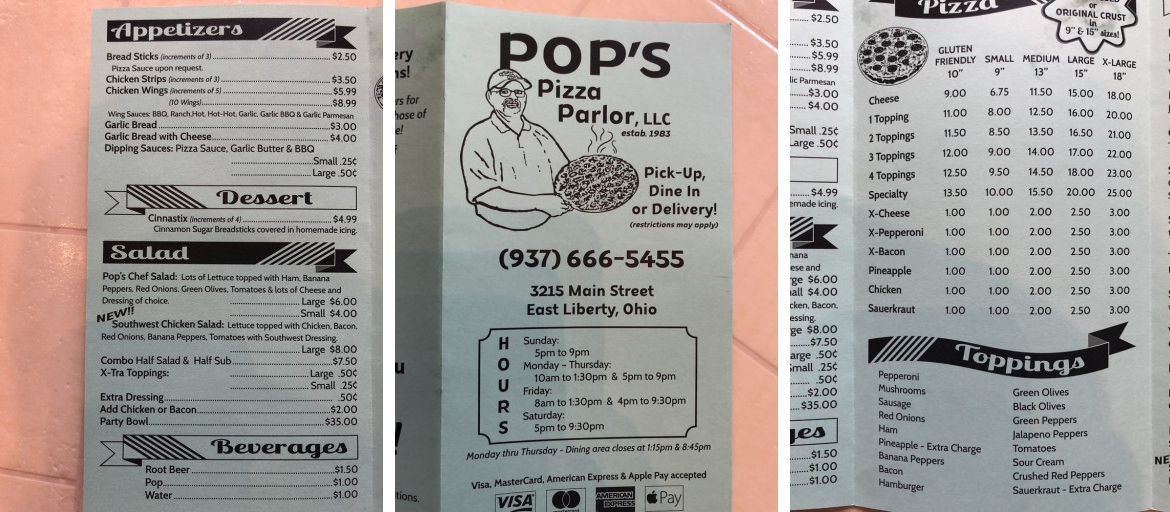 Appetizers
Bread Sticks (increments of 3) $2.50
Pizza Sauce upon request.
Chicken Strips (increments of 3) $3.50
Chicken Wings (increments of 5) $5.99
(10 Wings) $8.99
Wing Sauces: BBQ, Ranch,Hot, Hot-Hot, Garlic, Garlic BBQ & Garlic Parmesan
Garlic Bread $3.00
Garlic Bread with Cheese $4.00
Dipping Sauces: Pizza Sauce, Garlic Butter & BBQ
Small .25¢
Large .50¢
Dessert
Cinnastix (increments of 4) $4.99
Cinnamon Sugar Breadsticks covered in homemade icing.
Salad
Pop's Chef Salad: Lots of Lettuce topped with Ham, Banana
Peppers, Red Onions, Green Olives, Tomatoes & lots of Cheese and
Dressing of choice. Large $6.00
Small $4.00
NEW!!
Southwest Chicken Salad: Lettuce topped with Chicken, Bacon,
Red Onions, Banana Peppers, Tomatoes with Southwest Dressing.
Large $8.00
Combo Half Salad & Half Sub $7.50
X-Tra Toppings: Large .50¢
Small .25¢
Extra Dressing .50¢
Add Chicken or Bacon $2.00
Party Bowl $35.00
Beverages
Root Beer $1.50
Pop $1.00
Water $1.00
POP'S
Pizza
Parlor, LLC
estab. 1983
Pick-Up,
Dine In
or Delivery!
(restrictions may apply)
(937) 666-5455
3215 Main Street
East Liberty, Ohio
HOURS
Sunday:
5pm to 9pm
Monday - Thursday:
10am to 1:30pm & 5pm to 9pm
Friday:
8am to 1:30pm & 4pm to 9:30pm
Saturday:
5pm to 9:30pm
Monday thru Thursday - Dining area closes at 1:15pm & 8:45pm
Visa, MasterCard, American Express & Apple Pay accepted
VISA
AMERICAN EXPRESS
Pay
Pizza
or
ORIGINAL CRUST
in
9" & 15" sizes!
GLUTEN FRIENDLY 10" SMALL 9" MEDIUM 13" LARGE 15" X-LARGE 18"
Cheese 9.00 6.75 11.50 15.00 18.00
1 Topping 11.00 8.00 12.50 16.00 20.00
2 Toppings 11.50 8.50 13.50 16.50 21.00
3 Toppings 12.00 9.00 14.00 17.00 22.00
4 Toppings 12.50 9.50 14.50 18.00 23.00
Specialty 13.50 10.00 15.50 20.00 25.00
X-Cheese 1.00 1.00 2.00 2.50 3.00
X-Pepperoni 1.00 1.00 2.00 2.50 3.00
X-Bacon 1.00 1.00 2.00 2.50 3.00
Pineapple 1.00 1.00 2.00 2.50 3.00
Chicken 1.00 1.00 2.00 2.50 3.00
Sauerkraut 1.00 1.00 2.00 2.50 3.00
Toppings
Pepperoni
Mushrooms
Sausage
Red Onions
Ham
Pineapple - Extra Charge
Banana Peppers
Bacon
Hamburger
Green Olives
Black Olives
Green Peppers
Jalapeno Peppers
Tomatoes
Sour Cream
Crushed Red Peppers
Sauerkraut - Extra Charge